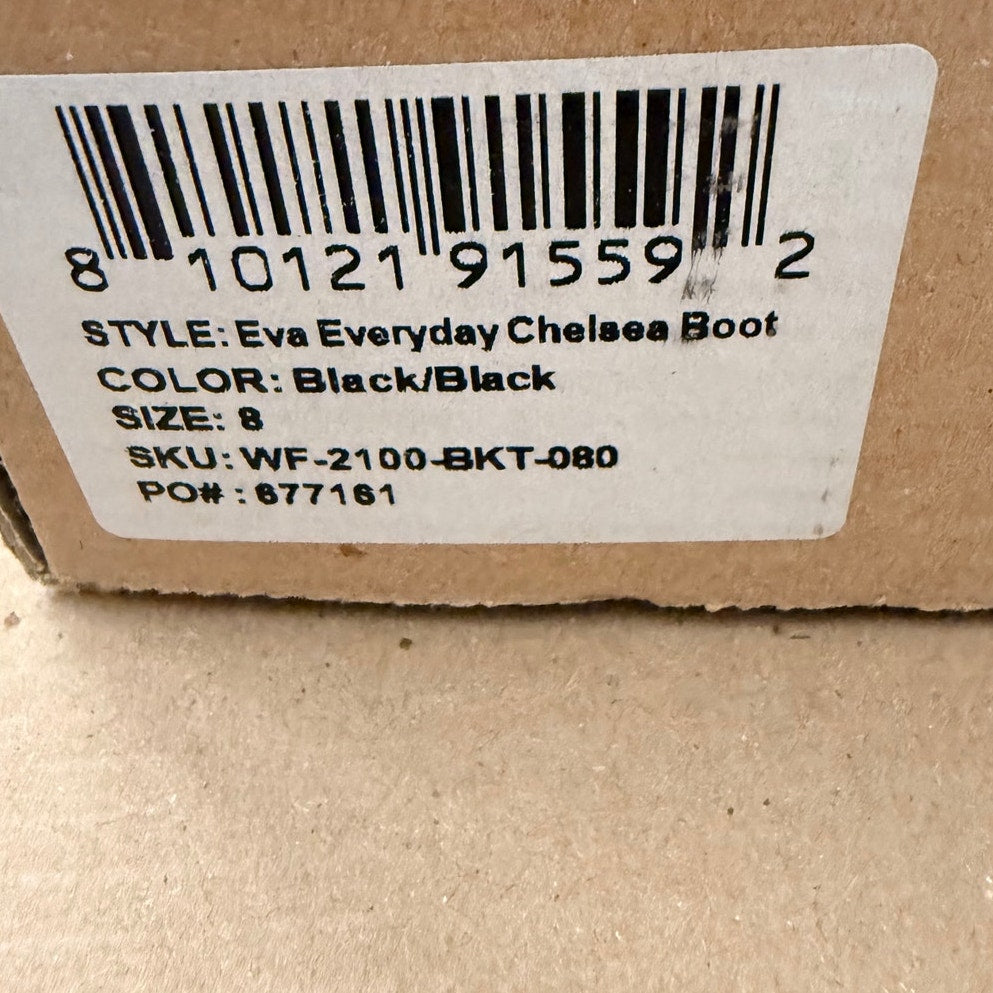 8 10121 91559 2
STYLE: Eva Everyday Chelsea Boot
COLOR: Black/Black
SIZE: 8
SKU: WF-2100-BKT-080
PO# : 677161